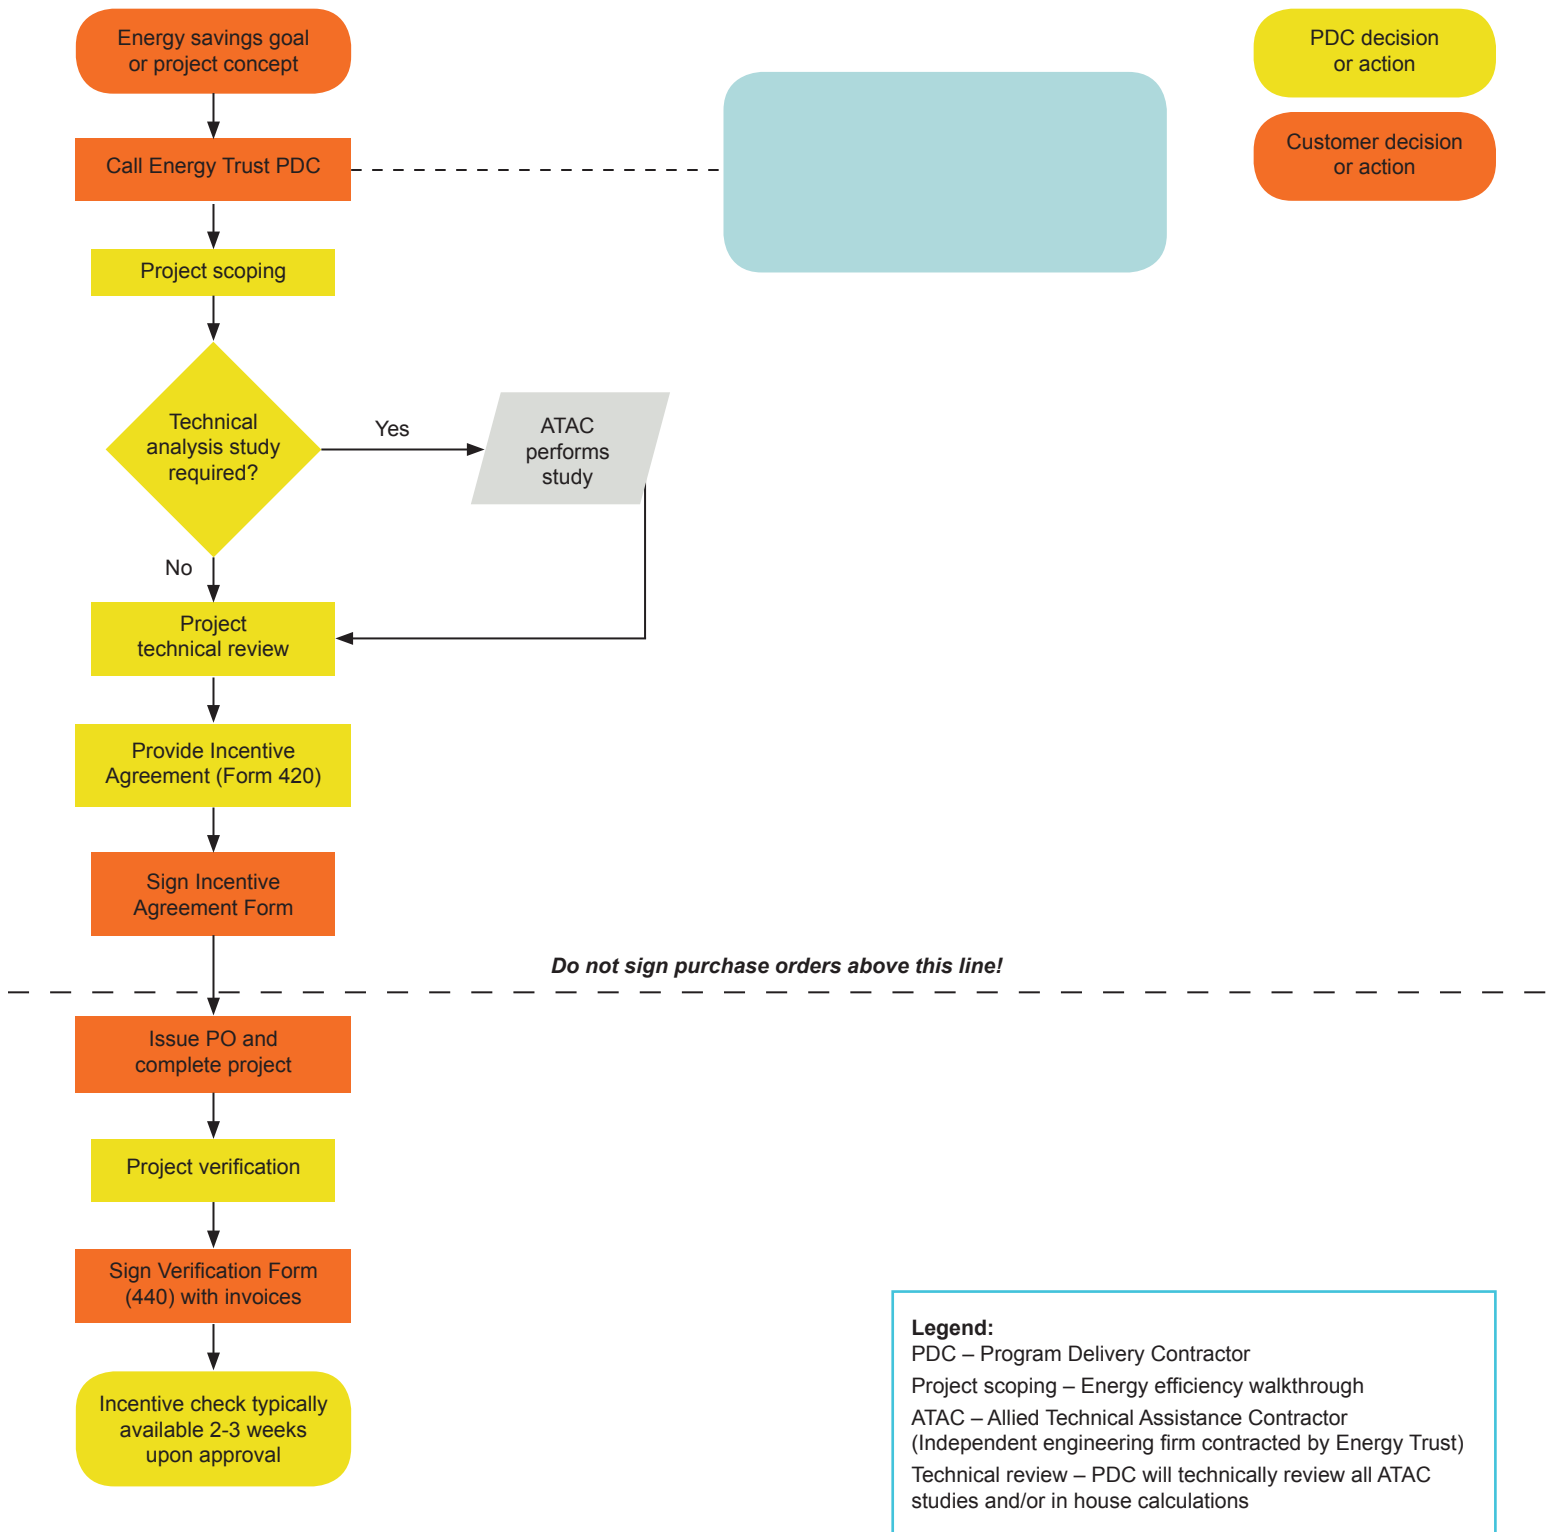 Energy savings goal
or project concept
PDC decision
or action
Customer decision
or action
Call Energy Trust PDC
Project scoping
Technical
analysis study
required?
Yes
ATAC
performs
study
No
Project
technical review
Provide Incentive
Agreement (Form 420)
Sign Incentive
Agreement Form
Do not sign purchase orders above this line!
Issue PO and
complete project
Project verification
Sign Verification Form
(440) with invoices
Incentive check typically
available 2-3 weeks
upon approval
Legend:
PDC – Program Delivery Contractor
Project scoping – Energy efficiency walkthrough
ATAC – Allied Technical Assistance Contractor
(Independent engineering firm contracted by Energy Trust)
Technical review – PDC will technically review all ATAC
studies and/or in house calculations